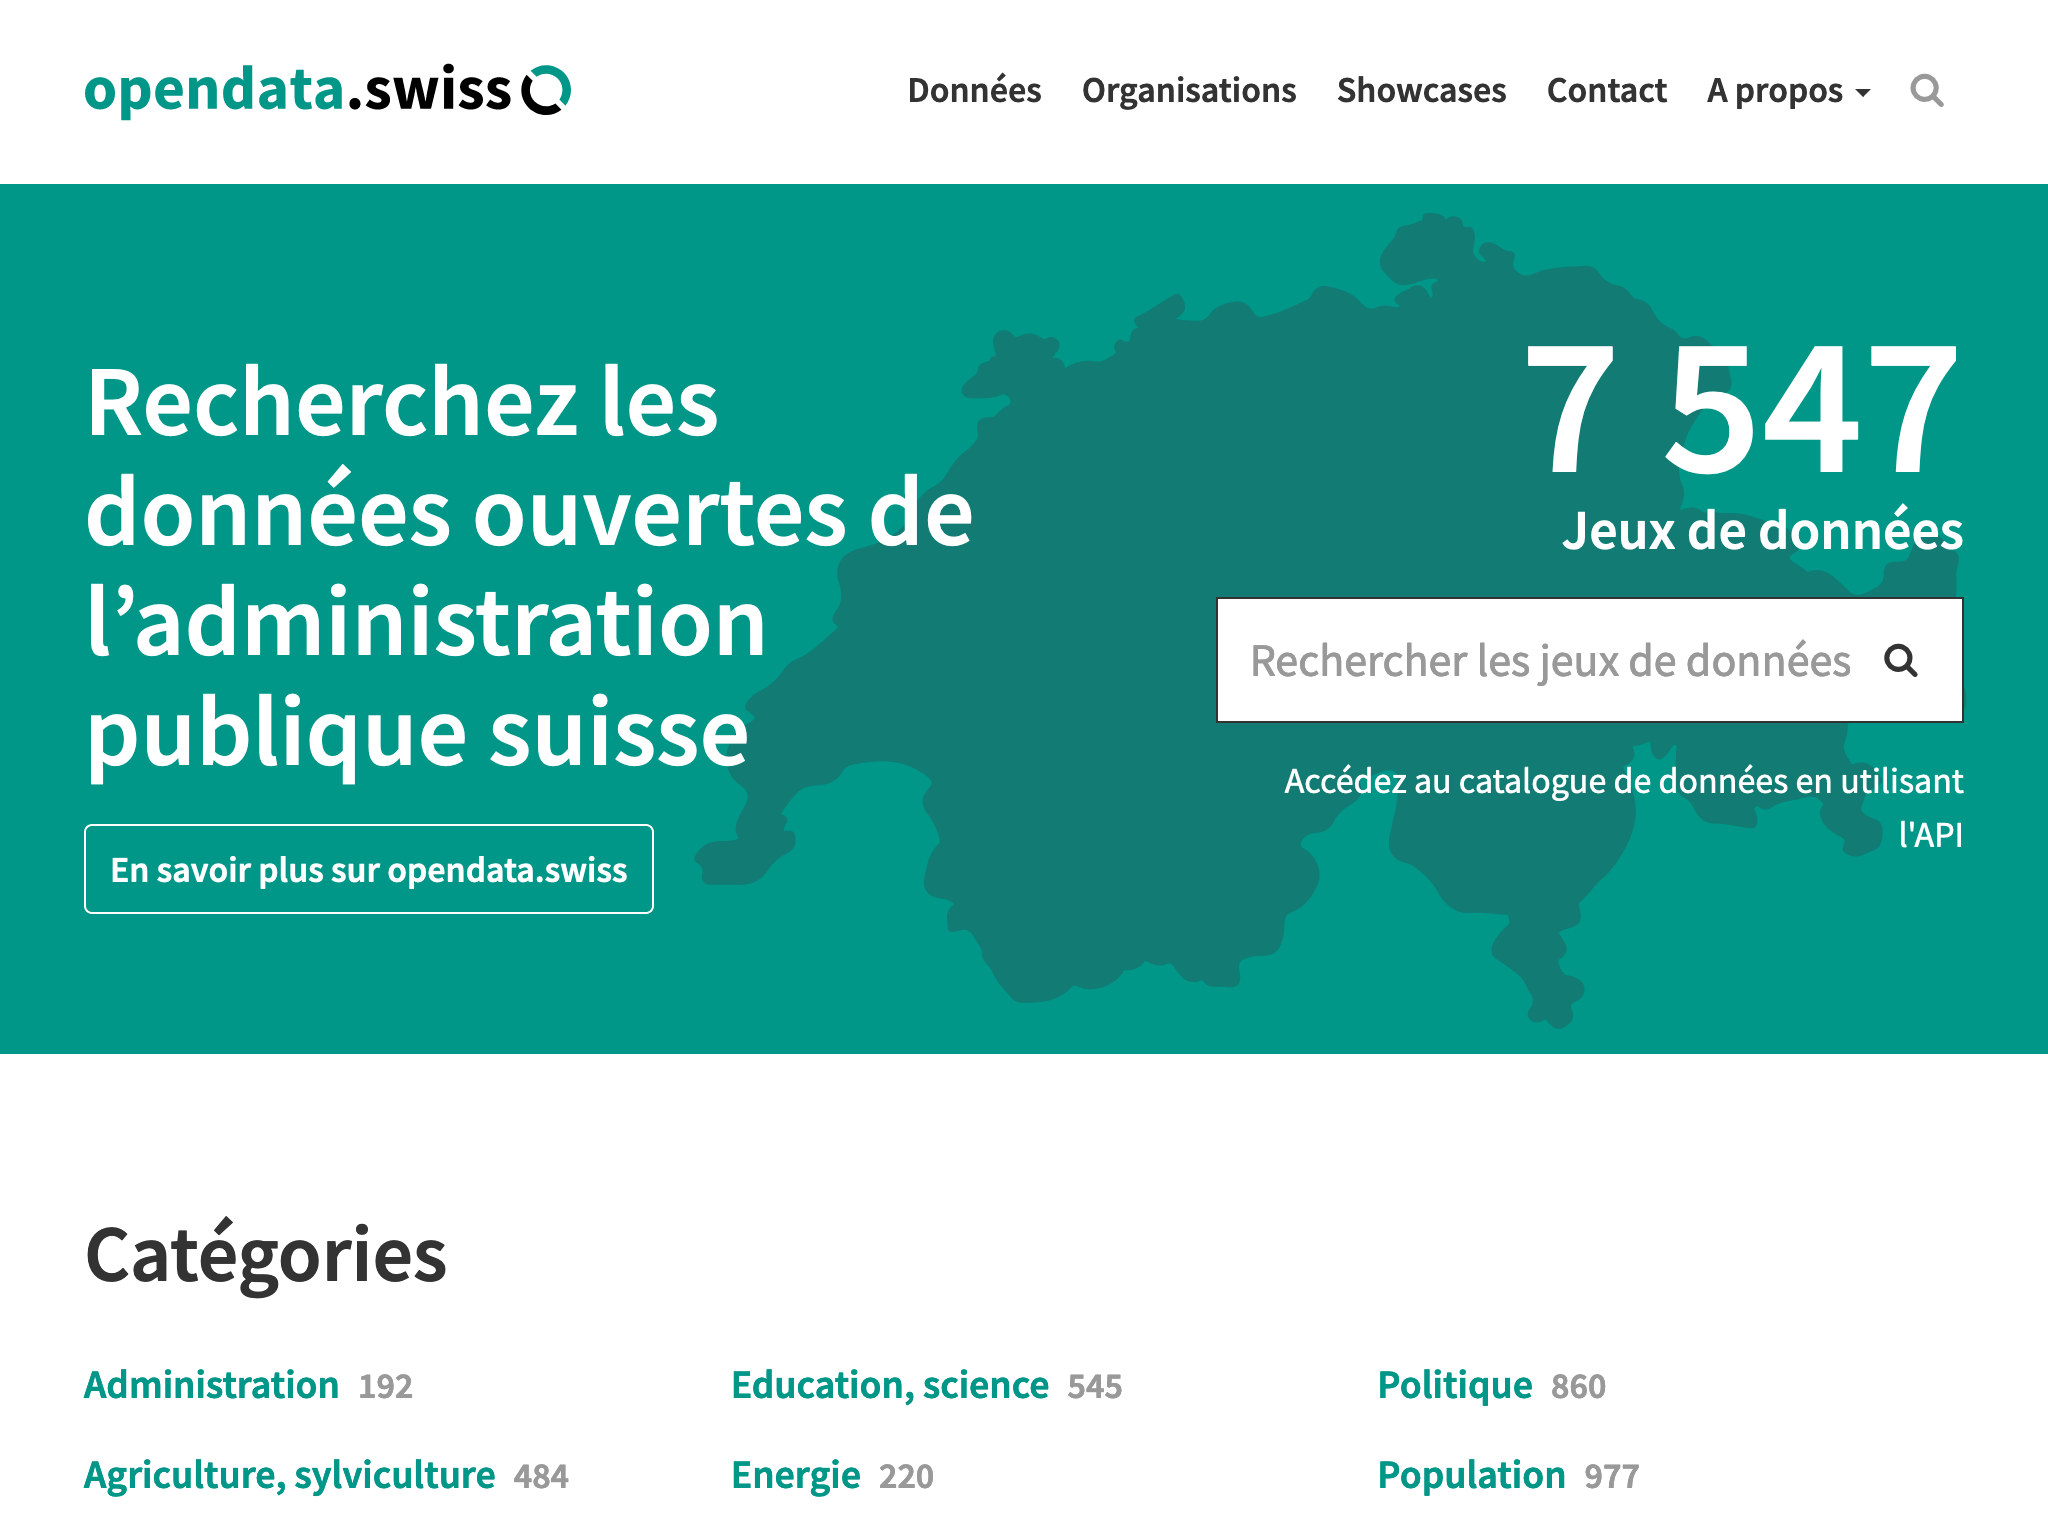 opendata.swiss
Données Organisations Showcases Contact A propos
Recherchez les
données ouvertes de
l’administration
publique suisse
En savoir plus sur opendata.swiss
7 547
Jeux de données
Rechercher les jeux de données
Accédez au catalogue de données en utilisant
l'API
Catégories
Administration 192
Education, science 545
Politique 860
Agriculture, sylviculture 484
Energie 220
Population 977